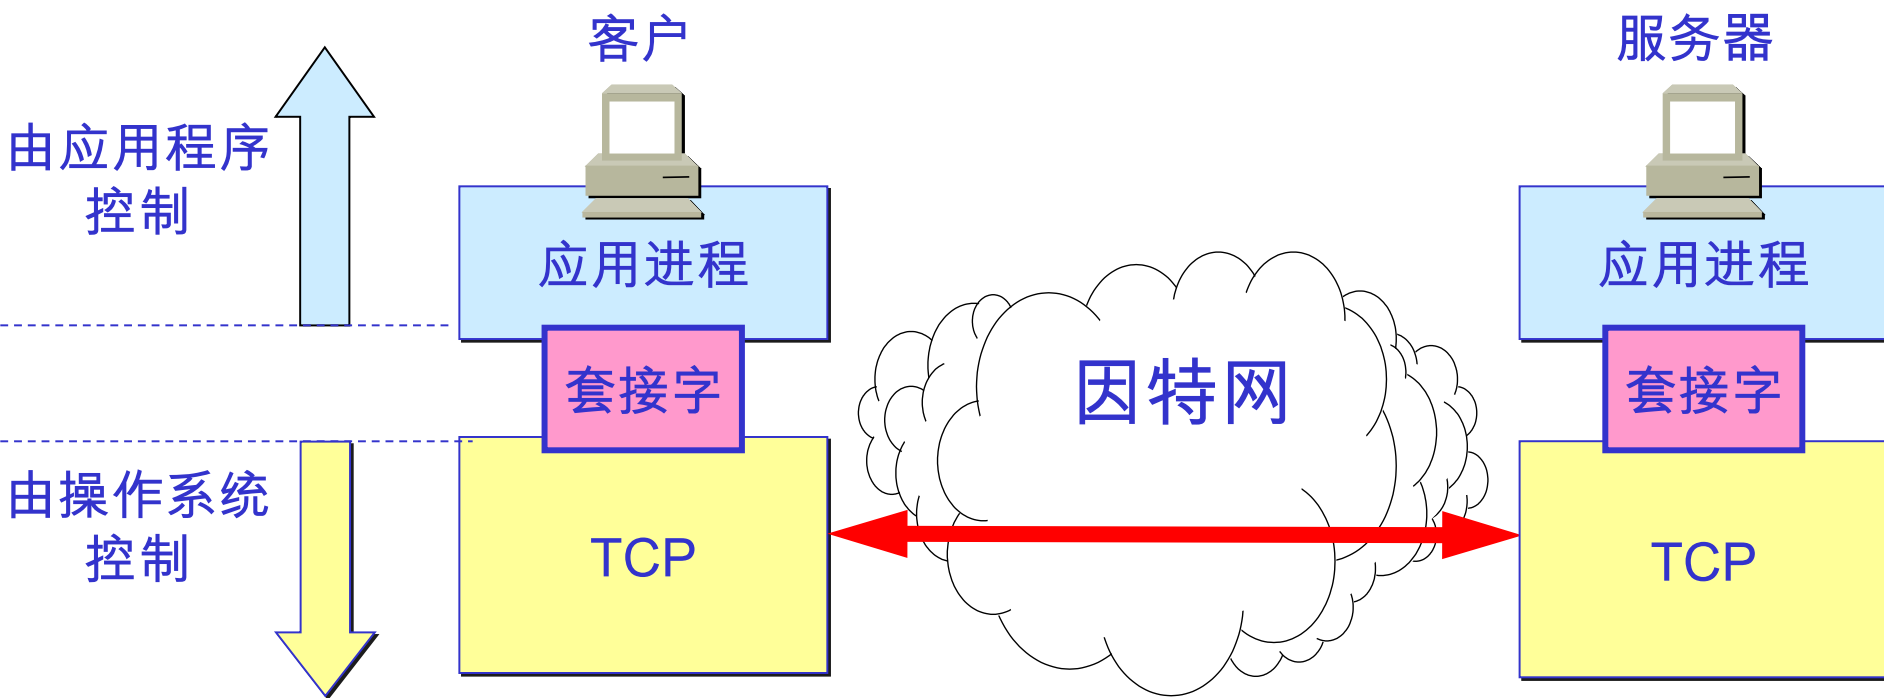 客户
服务器
由应用程序
控制
应用进程
应用进程
套接字
因特网
套接字
由操作系统
控制
TCP
TCP